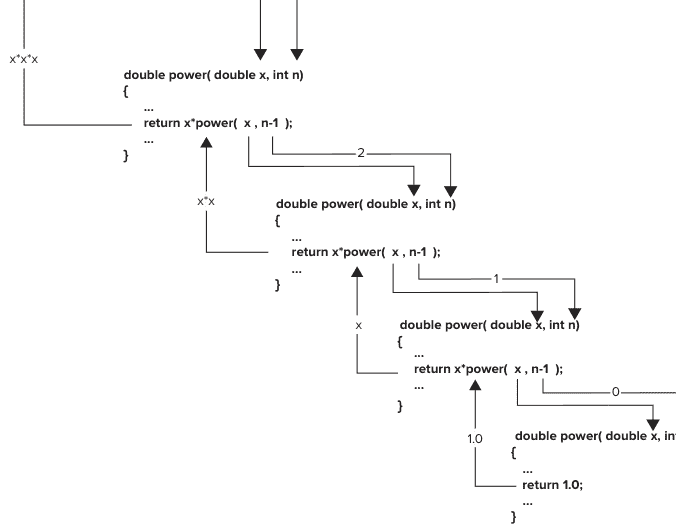 x*x*x
double power( double x, int n)
{
...
return x*power( x , n-1 );
...
}
2
x*x
double power( double x, int n)
{
...
return x*power( x , n-1 );
...
}
1
x
double power( double x, int n)
{
...
return x*power( x , n-1 );
...
}
0
1.0
double power( double x, in
{
...
return 1.0;
...
}